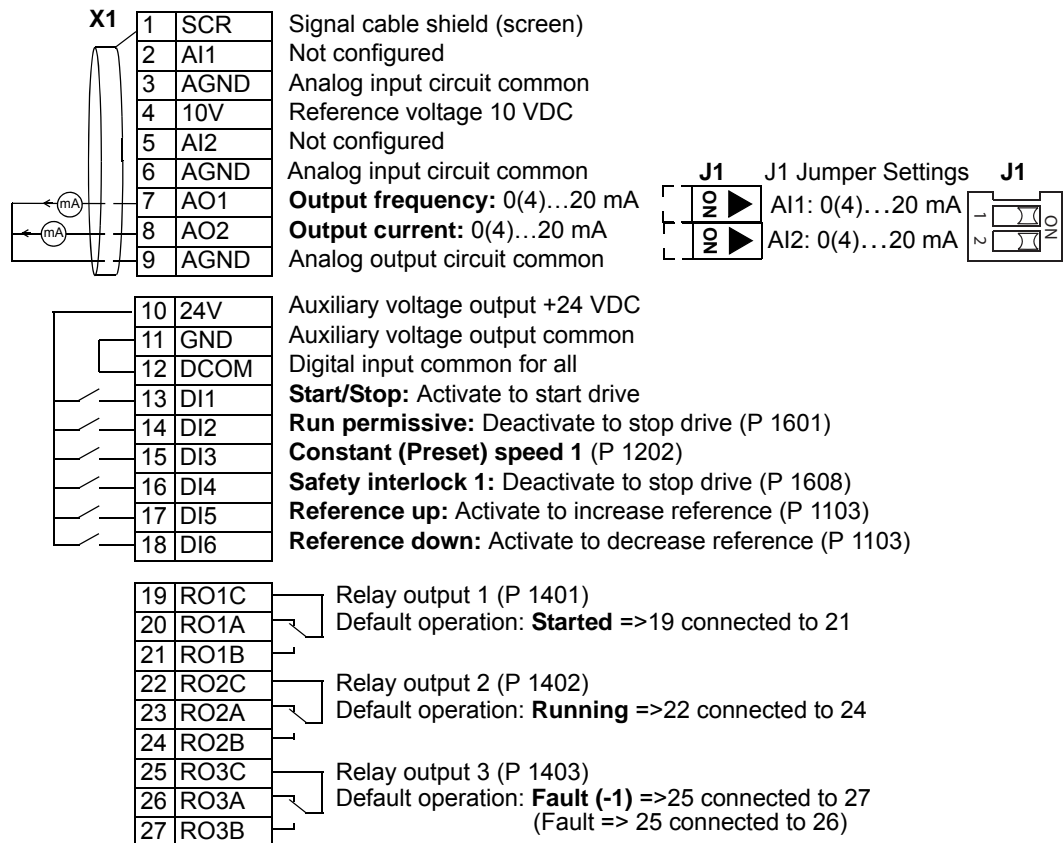 X1
1 SCR Signal cable shield (screen)
2 AI1 Not configured
3 AGND Analog input circuit common
4 10V Reference voltage 10 VDC
5 AI2 Not configured
6 AGND Analog input circuit common
J1 J1 Jumper Settings J1
mA 7 AO1 Output frequency: 0(4)…20 mA ON AI1: 0(4)…20 mA 1 ON
mA 8 AO2 Output current: 0(4)…20 mA ON AI2: 0(4)…20 mA 2
9 AGND Analog output circuit common
10 24V Auxiliary voltage output +24 VDC
11 GND Auxiliary voltage output common
12 DCOM Digital input common for all
13 DI1 Start/Stop: Activate to start drive
14 DI2 Run permissive: Deactivate to stop drive (P 1601)
15 DI3 Constant (Preset) speed 1 (P 1202)
16 DI4 Safety interlock 1: Deactivate to stop drive (P 1608)
17 DI5 Reference up: Activate to increase reference (P 1103)
18 DI6 Reference down: Activate to decrease reference (P 1103)
19 RO1C Relay output 1 (P 1401)
20 RO1A Default operation: Started =>19 connected to 21
21 RO1B
22 RO2C Relay output 2 (P 1402)
23 RO2A Default operation: Running =>22 connected to 24
24 RO2B
25 RO3C Relay output 3 (P 1403)
26 RO3A Default operation: Fault (-1) =>25 connected to 27
27 RO3B (Fault => 25 connected to 26)